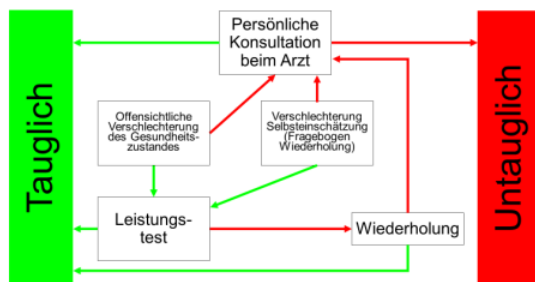 Tauglich
Persönliche
Konsultation
beim Arzt
Untauglich
Offensichtliche
Verschlechterung
des Gesundheits-
zustandes
Verschlechterung
Selbsteinschätzung
(Fragebogen
Wiederholung)
Leistungs-
test
Wiederholung